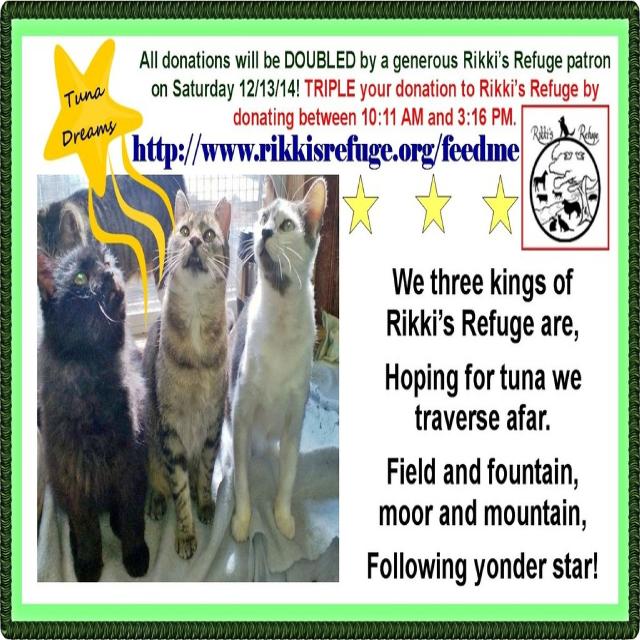 All donations will be DOUBLED by a generous Rikki's Refuge patron
on Saturday 12/13/14! TRIPLE your donation to Rikki's Refuge by
donating between 10:11 AM and 3:16 PM.
http://www.rikkisrefuge.org/feedme
Tuna
Dreams
Rikki's Refuge
We three kings of
Rikki's Refuge are,
Hoping for tuna we
traverse afar.
Field and fountain,
moor and mountain,
Following yonder star!